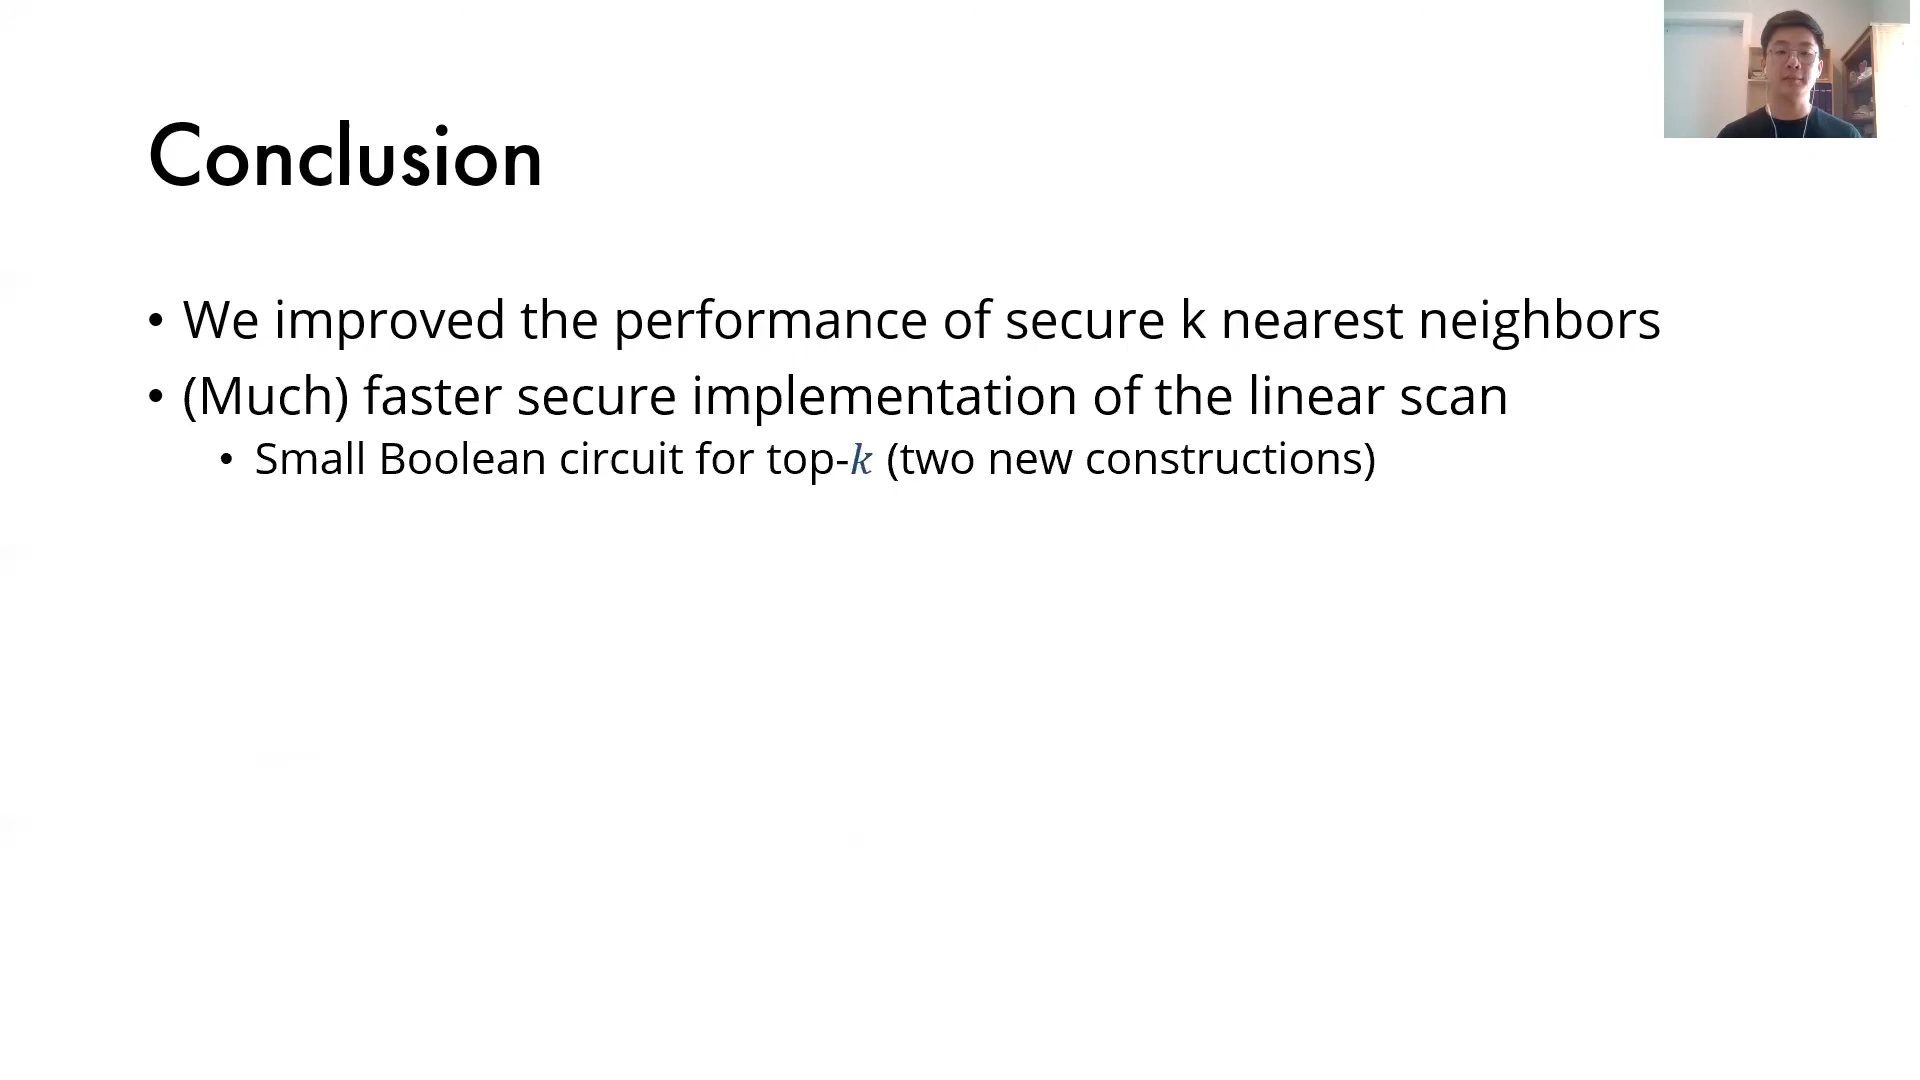 Conclusion
• We improved the performance of secure k nearest neighbors
• (Much) faster secure implementation of the linear scan
• Small Boolean circuit for top-k (two new constructions)